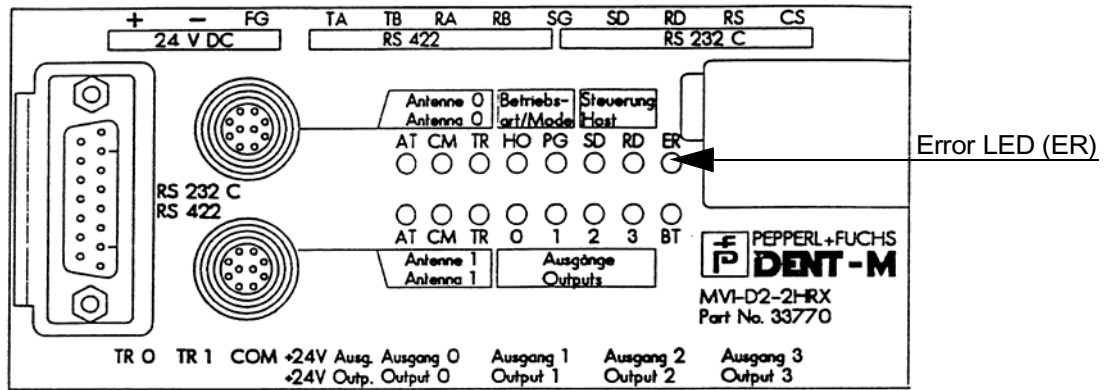 + − FG TA TB RA RB SG SD RD RS CS
24 V DC RS 422 RS 232 C
Antenne 0 Betriebs- Steuerung
Antenna 0 art/Mode Host
AT CM TR HO PG SD RD ER
Error LED (ER)
RS 232 C
RS 422
AT CM TR 0 1 2 3 BT
Antenne 1 Ausgänge
Antenna 1 Outputs
PEPPERL+FUCHS
DENT-M
MVI-D2-2HRX
Part No. 33770
TR 0 TR 1 COM +24V Ausg. Ausgang 0 Ausgang 1 Ausgang 2 Ausgang 3
+24V Outp. Output 0 Output 1 Output 2 Output 3